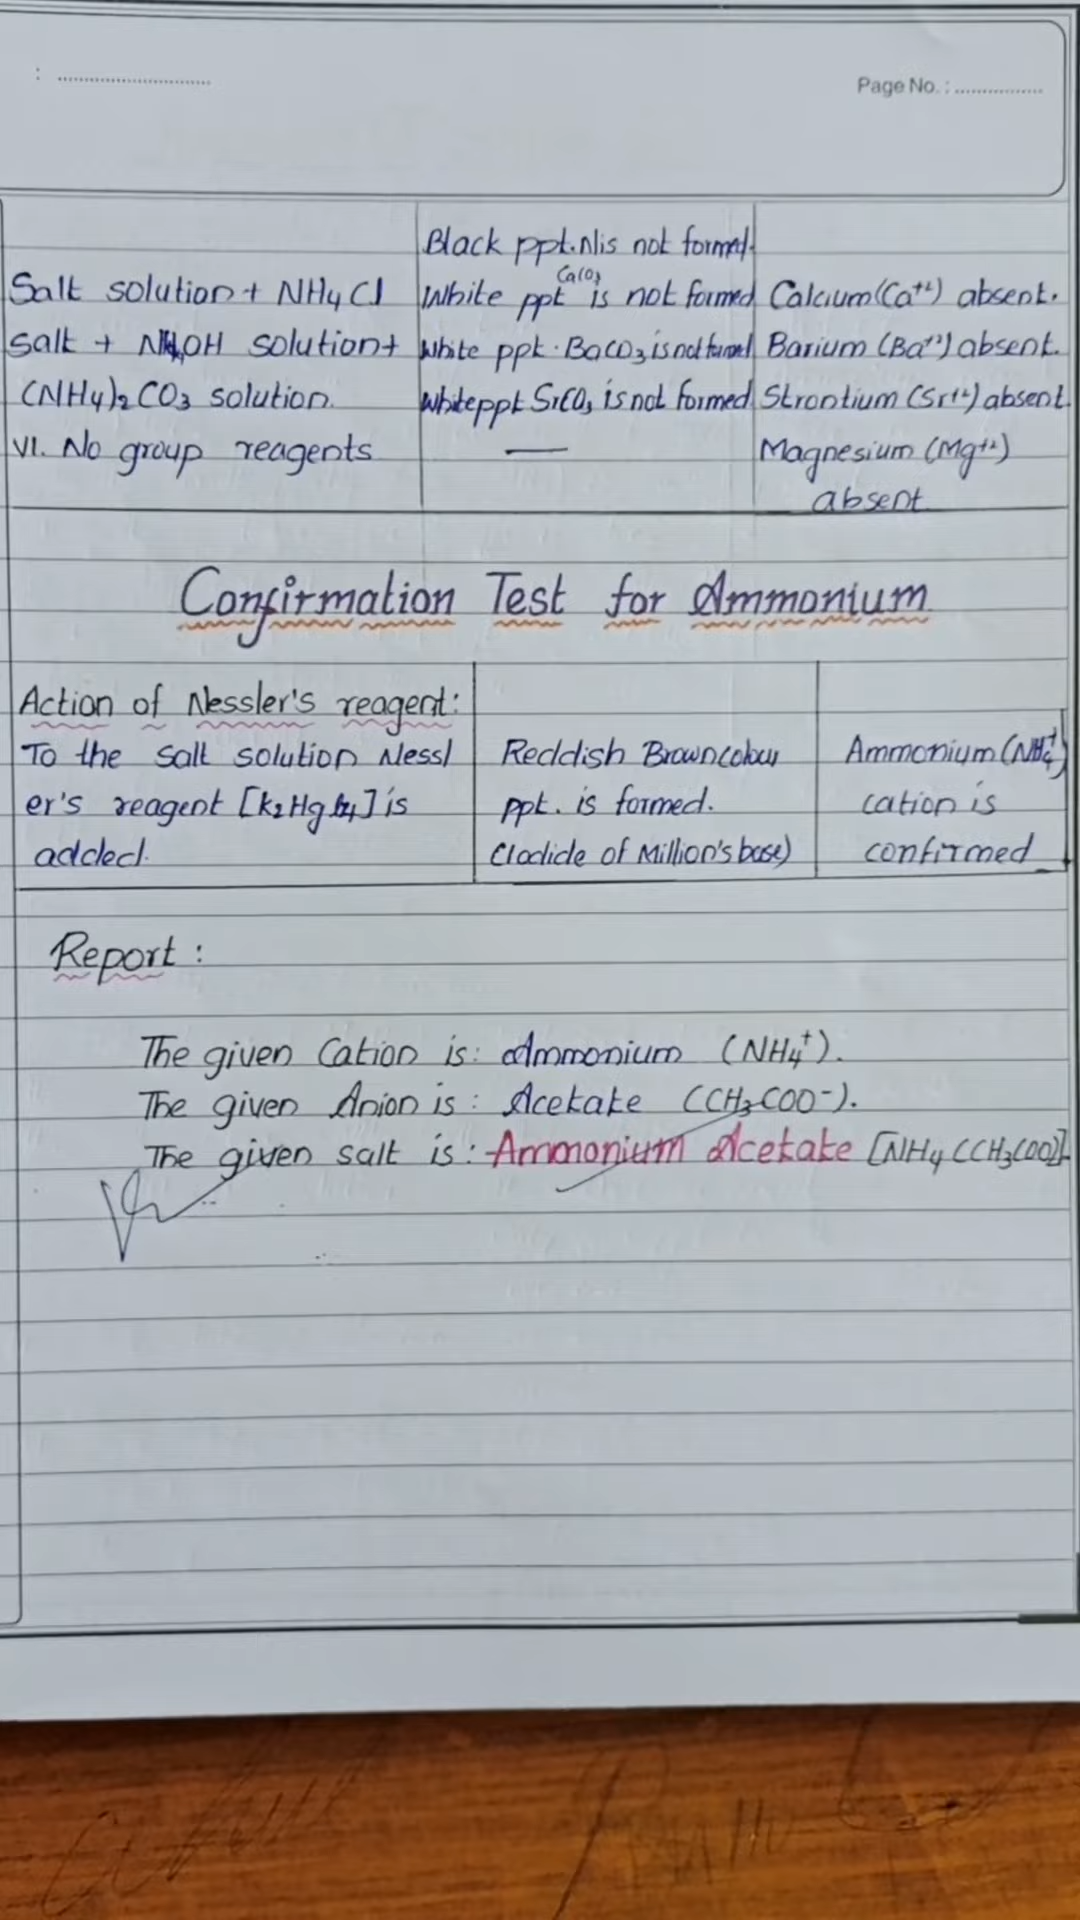 : ............................
Page No. : ................
Black ppt. Nis not formed.
Salt solution + NH4Cl White ppt CaCO3 is not formed Calcium (Ca+2) absent.
salt + NH4OH solution + White ppt. BaCO3 is not formed Barium (Ba+2) absent.
(NH4)2 CO3 solution. White ppt SrCO3 is not formed Strontium (Sr+2) absent.
VI. No group reagents — Magnesium (Mg+2)
absent
Confirmation Test for Ammonium
Action of Nessler's reagent:
To the salt solution Nessl Reddish Brown colour Ammonium (NH4+)
er's reagent [K2HgI4] is ppt. is formed. cation is
added. (Iodide of Million's base) confirmed
Report :
The given Cation is : Ammonium (NH4+).
The given Anion is : Acetate (CH3COO-).
The given salt is : Ammonium Acetate [NH4 (CH3COO)].